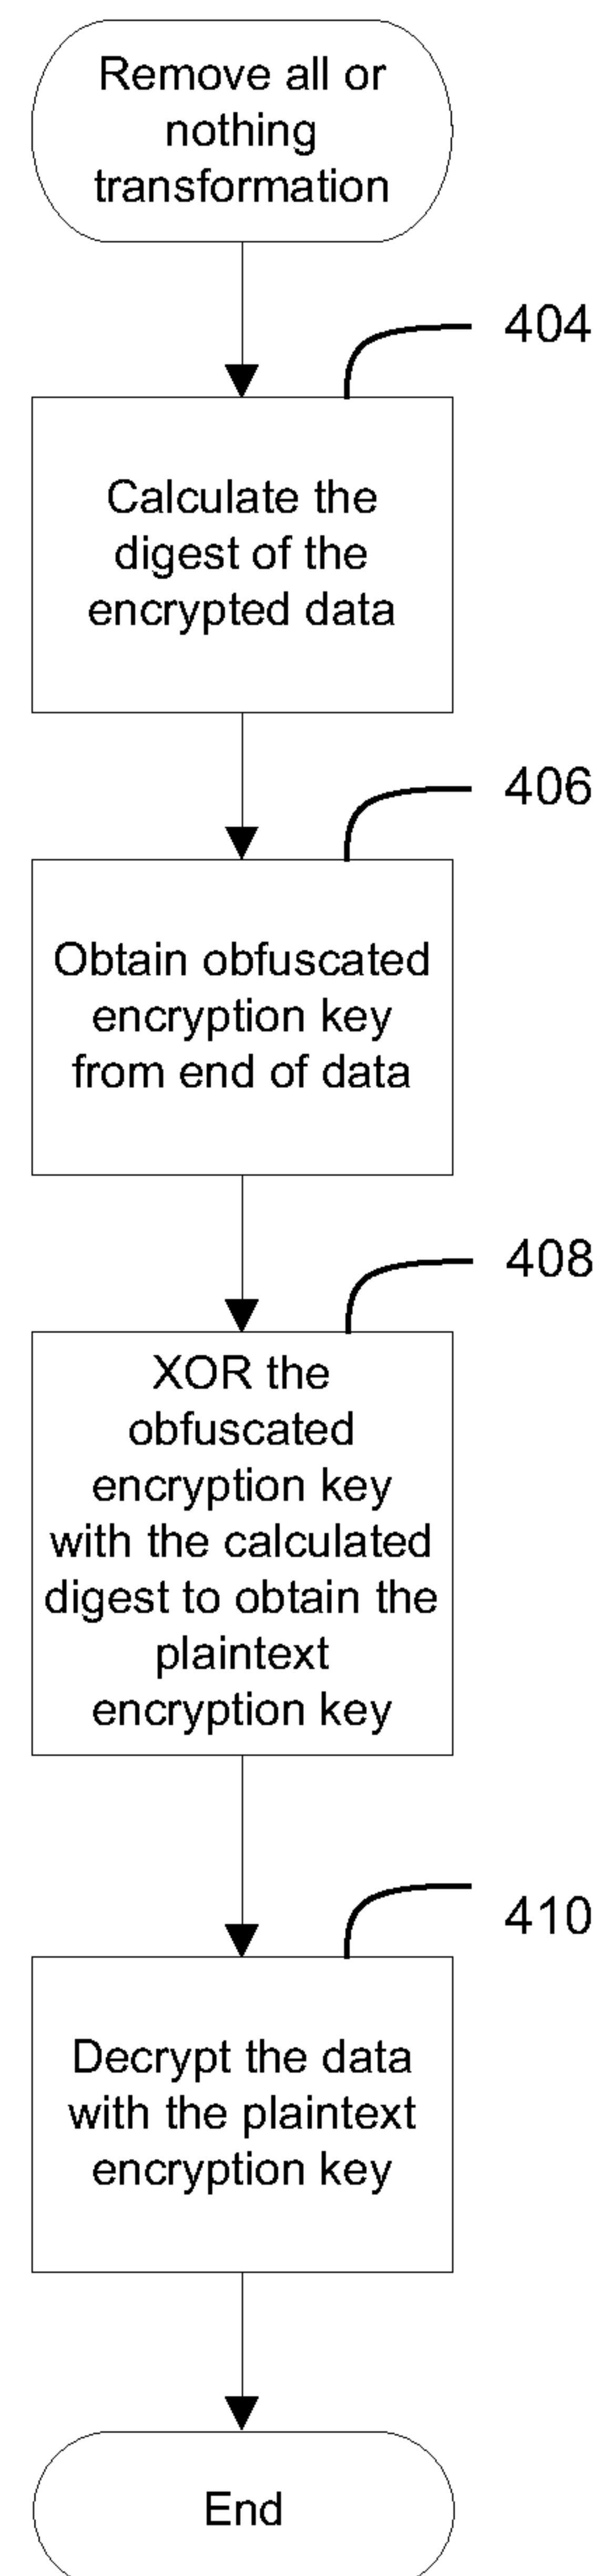 Remove all or
nothing
transformation
404
Calculate the
digest of the
encrypted data
406
Obtain obfuscated
encryption key
from end of data
408
XOR the
obfuscated
encryption key
with the calculated
digest to obtain the
plaintext
encryption key
410
Decrypt the data
with the plaintext
encryption key
End